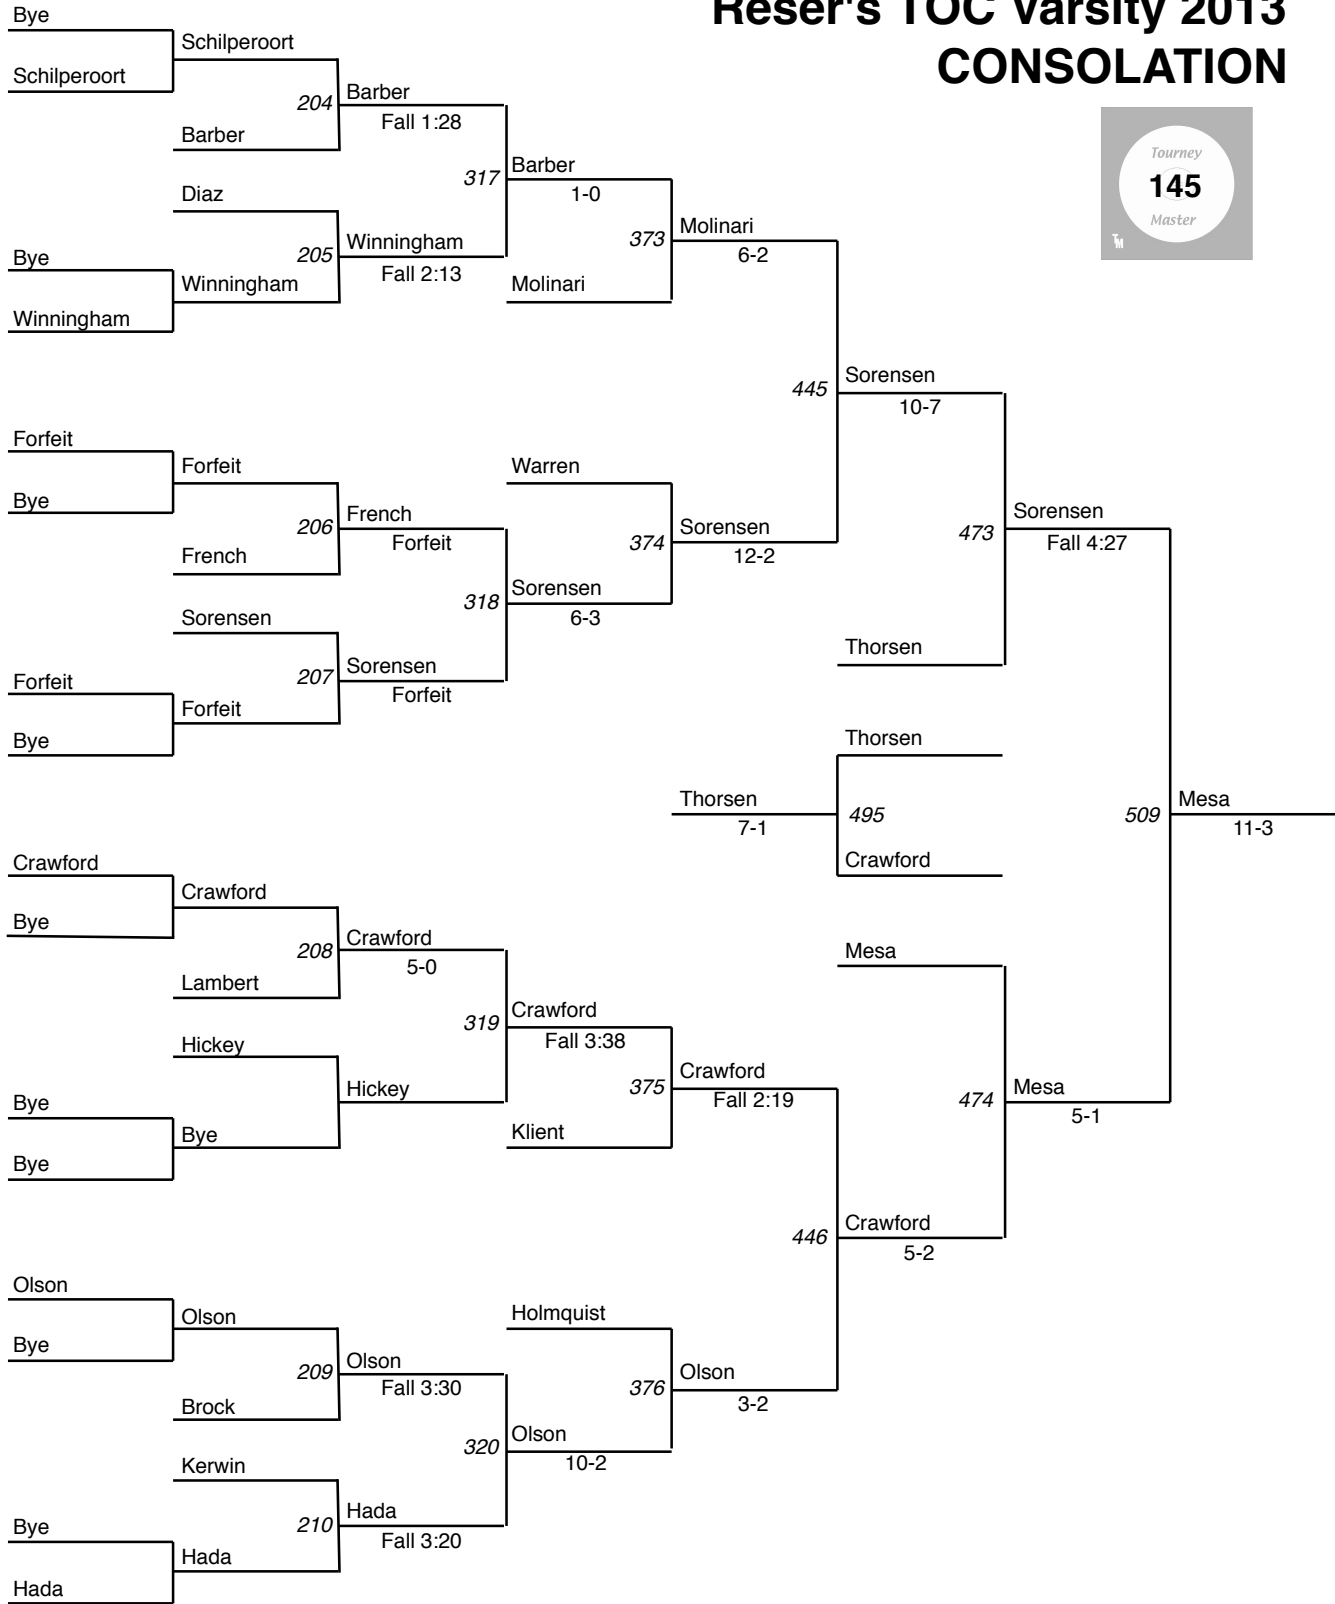 Reser's TOC Varsity 2013
CONSOLATION
Tourney
145
Master
TM
Bye
Schilperoort
Schilperoort
204
Barber
Barber
Fall 1:28
317
Barber
1-0
Diaz
205
Winningham
Fall 2:13
Bye
Winningham
Winningham
373
Molinari
6-2
Molinari
445
Sorensen
10-7
Forfeit
Forfeit
Bye
206
French
Forfeit
French
Warren
374
Sorensen
12-2
318
Sorensen
6-3
Sorensen
207
Sorensen
Forfeit
Forfeit
Forfeit
Bye
473
Sorensen
Fall 4:27
Thorsen
Thorsen
Thorsen
7-1
495
Crawford
509
Mesa
11-3
Crawford
Crawford
Bye
208
Crawford
5-0
Lambert
319
Crawford
Fall 3:38
Hickey
Hickey
Bye
Bye
Bye
375
Crawford
Fall 2:19
Klient
Mesa
474
Mesa
5-1
446
Crawford
5-2
Olson
Olson
Bye
209
Olson
Fall 3:30
Brock
Holmquist
376
Olson
3-2
320
Olson
10-2
Kerwin
210
Hada
Fall 3:20
Bye
Hada
Hada